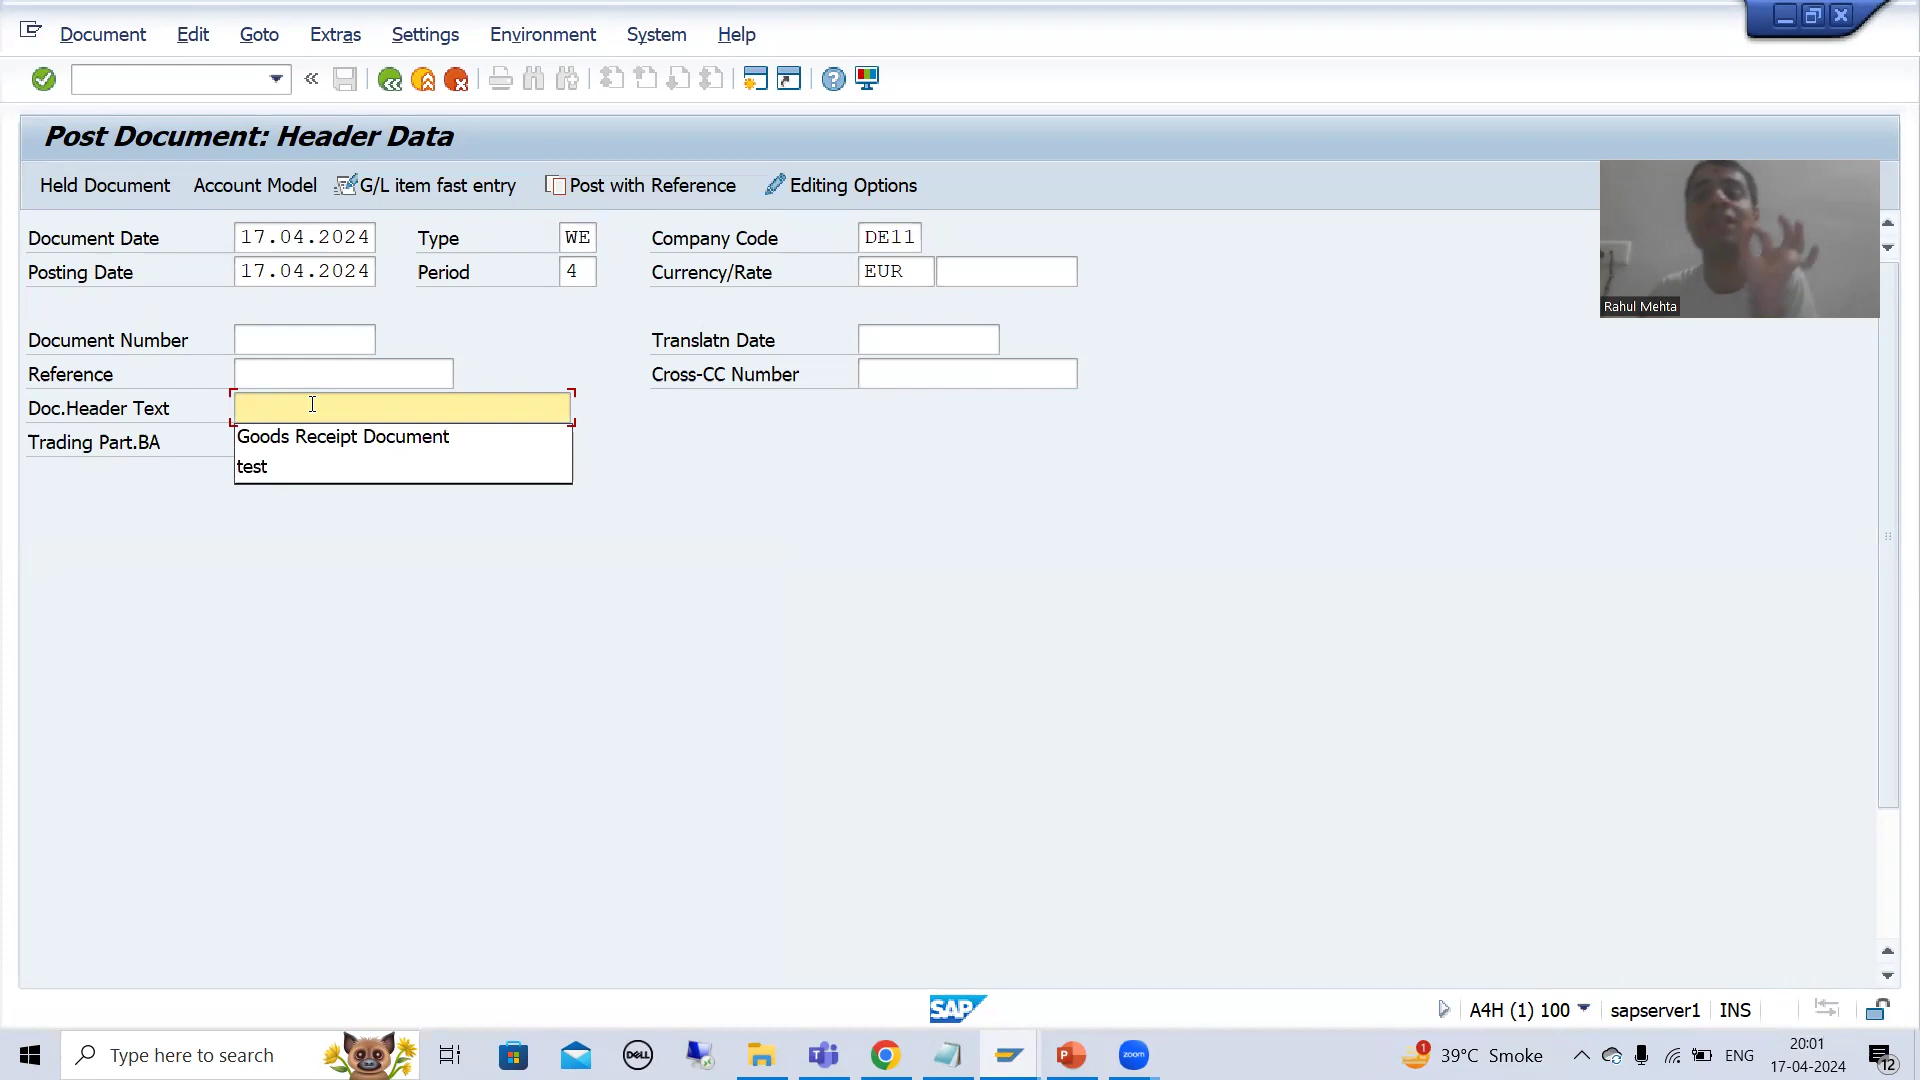 Document Edit Goto Extras Settings Environment System Help
Post Document: Header Data
Held Document Account Model G/L item fast entry Post with Reference Editing Options
Document Date 17.04.2024 Type WE Company Code DE11
Posting Date 17.04.2024 Period 4 Currency/Rate EUR
Rahul Mehta
Document Number Translatn Date
Reference Cross-CC Number
Doc.Header Text
Goods Receipt Document
Trading Part.BA
test
SAP A4H (1) 100 sapserver1 INS
Type here to search DELL zoom 1 39°C Smoke ENG 20:01
17-04-2024 12